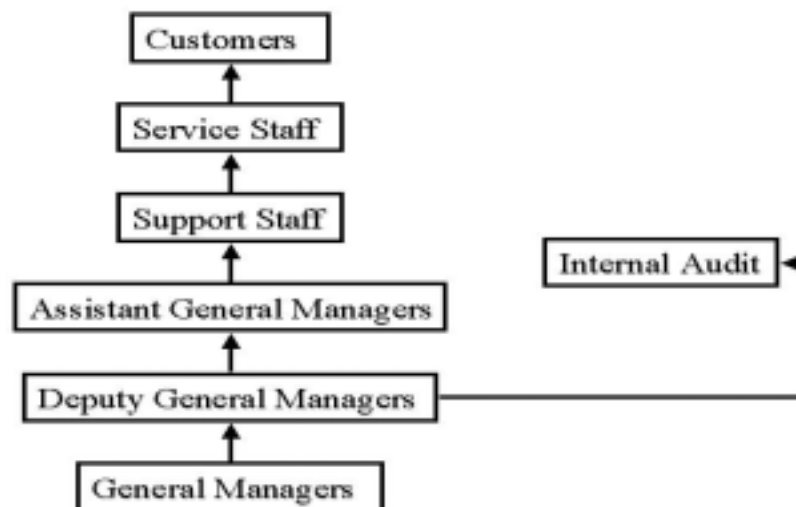 Customers
Service Staff
Support Staff
Internal Audit
Assistant General Managers
Deputy General Managers
General Managers